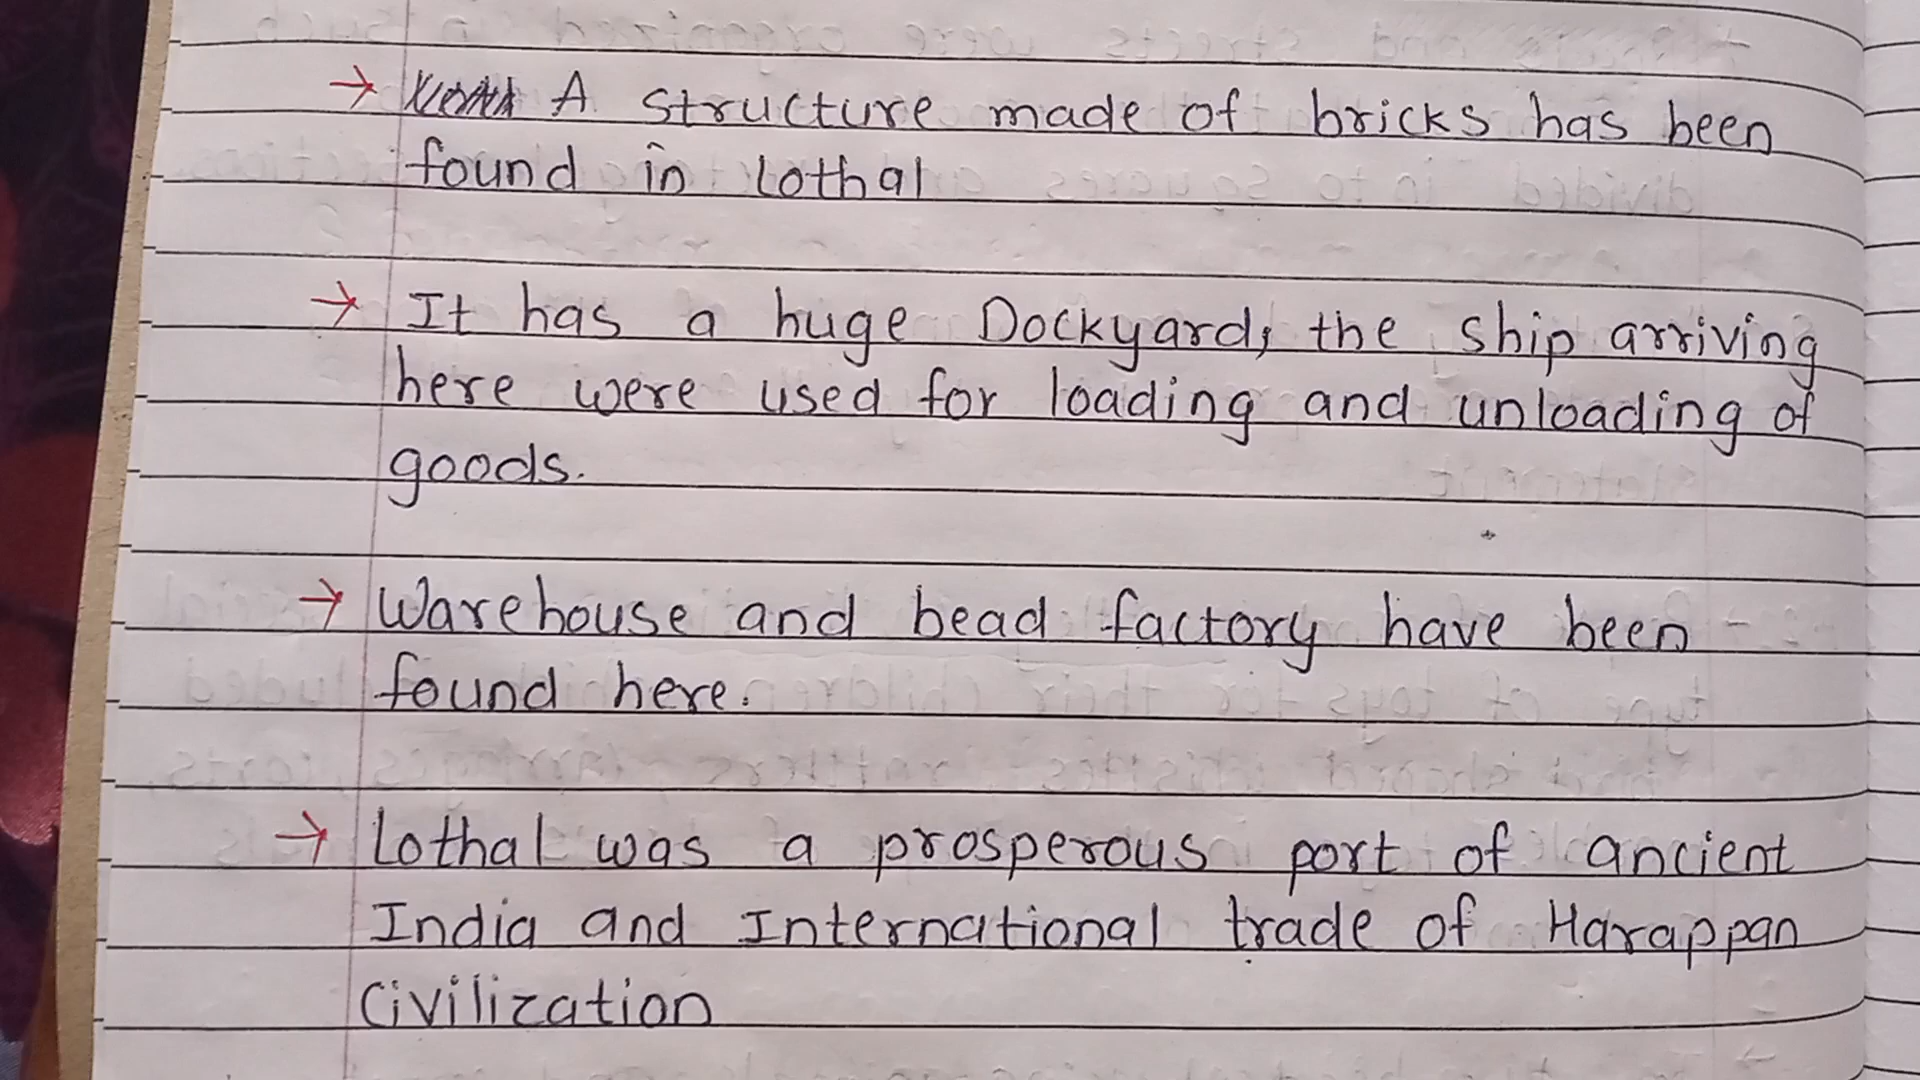 → A structure made of bricks has been
found in Lothal
→ It has a huge Dockyard, the ship arriving
here were used for loading and unloading of
goods.
→ Warehouse and bead factory have been
found here.
→ Lothal was a prosperous port of ancient
India and International trade of Harappan
Civilization